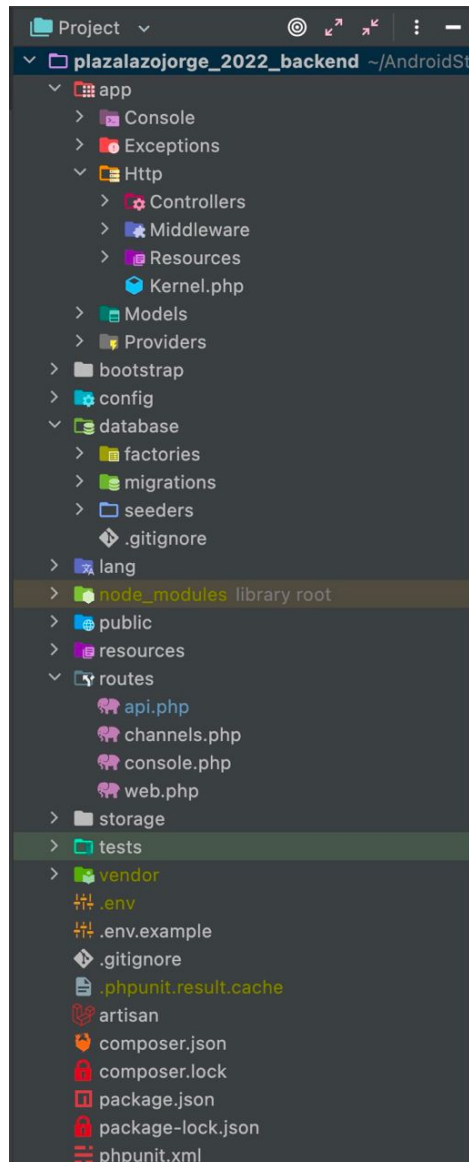 Project
plazalazojorge_2022_backend ~/AndroidSt
app
Console
Exceptions
Http
Controllers
Middleware
Resources
Kernel.php
Models
Providers
bootstrap
config
database
factories
migrations
seeders
.gitignore
lang
node_modules library root
public
resources
routes
api.php
channels.php
console.php
web.php
storage
tests
vendor
.env
.env.example
.gitignore
.phpunit.result.cache
artisan
composer.json
composer.lock
package.json
package-lock.json
phpunit.xml